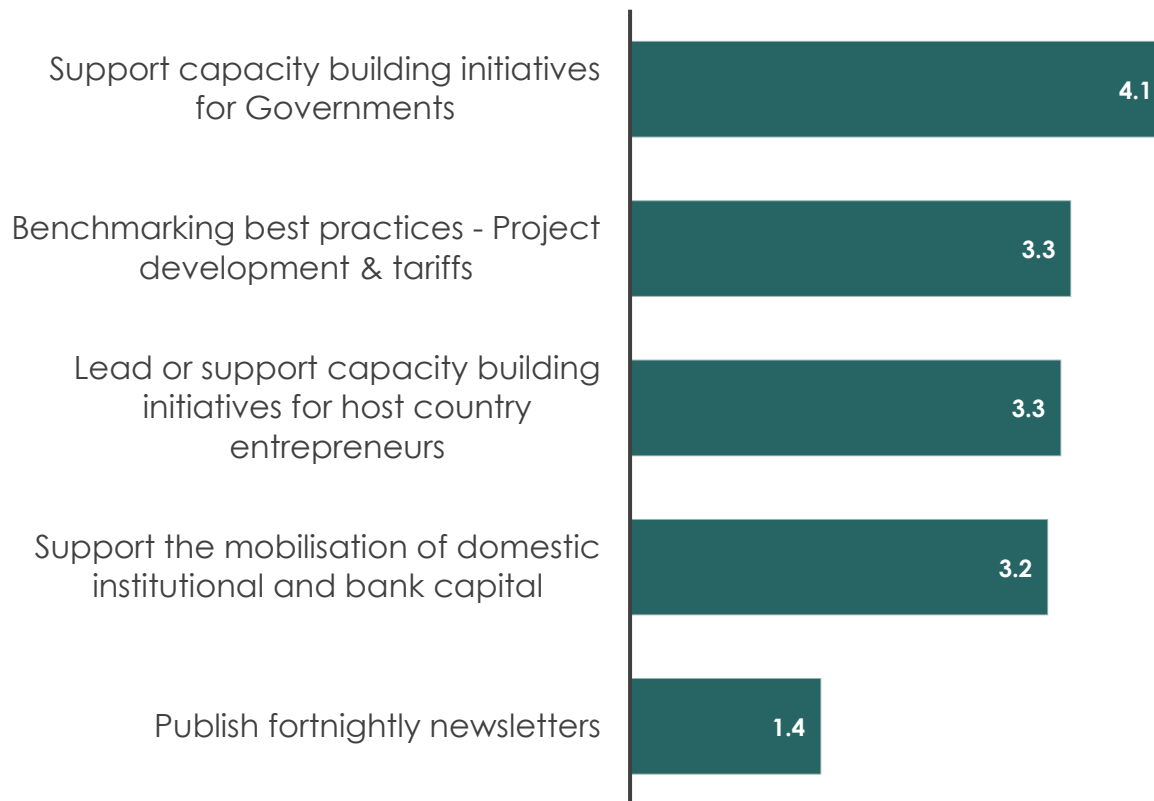 Support capacity building initiatives
for Governments
4.1
Benchmarking best practices - Project
development & tariffs
3.3
Lead or support capacity building
initiatives for host country
entrepreneurs
3.3
Support the mobilisation of domestic
institutional and bank capital
3.2
Publish fortnightly newsletters
1.4